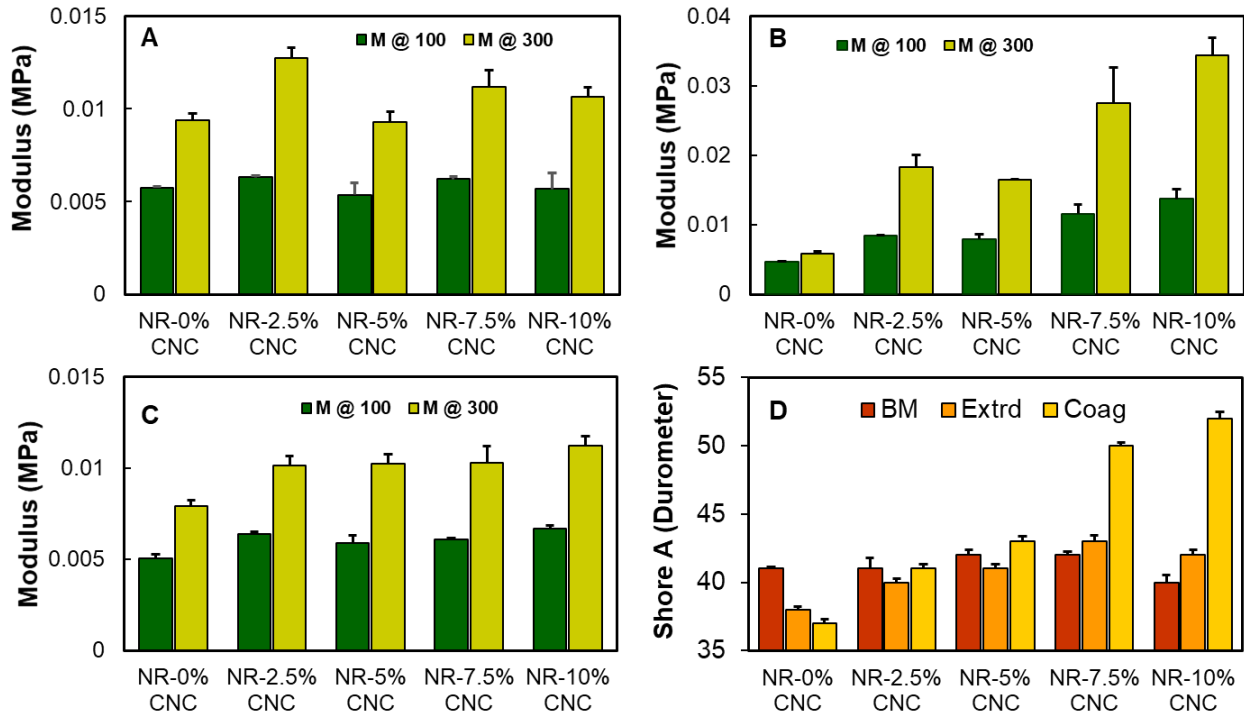 A
M @ 100 M @ 300
Modulus (MPa)
0.015
0.01
0.005
0
NR-0% CNC
NR-2.5% CNC
NR-5% CNC
NR-7.5% CNC
NR-10% CNC
B
M @ 100 M @ 300
Modulus (MPa)
0.04
0.03
0.02
0.01
0
NR-0% CNC
NR-2.5% CNC
NR-5% CNC
NR-7.5% CNC
NR-10% CNC
C
M @ 100 M @ 300
Modulus (MPa)
0.015
0.01
0.005
0
NR-0% CNC
NR-2.5% CNC
NR-5% CNC
NR-7.5% CNC
NR-10% CNC
D
BM Extrd Coag
Shore A (Durometer)
55
51
47
43
39
35
NR-0% CNC
NR-2.5% CNC
NR-5% CNC
NR-7.5% CNC
NR-10% CNC